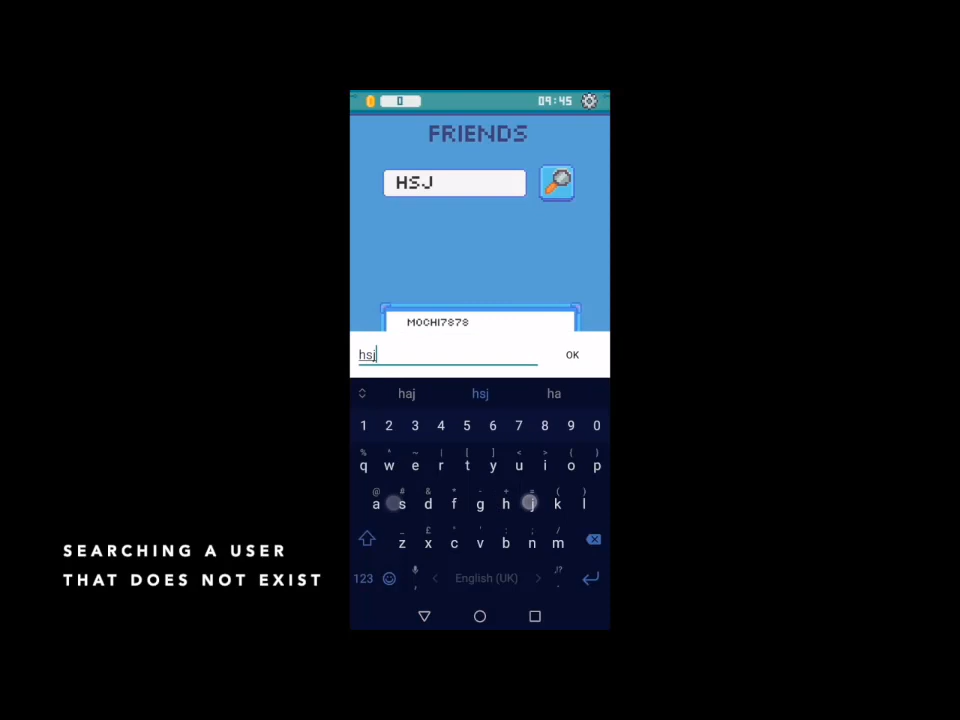 0
09:45
FRIENDS
HSJ
MOCHI7878
hsj
OK
haj hsj ha
1 2 3 4 5 6 7 8 9 0
% ^ ~ | [ ] < > { }
q w e r t y u i o p
@ # & * - + = ( )
a s d f g h j k l
_ £ " ' : ; /
z x c v b n m
123 , < English (UK) > ,!? .
SEARCHING A USER
THAT DOES NOT EXIST